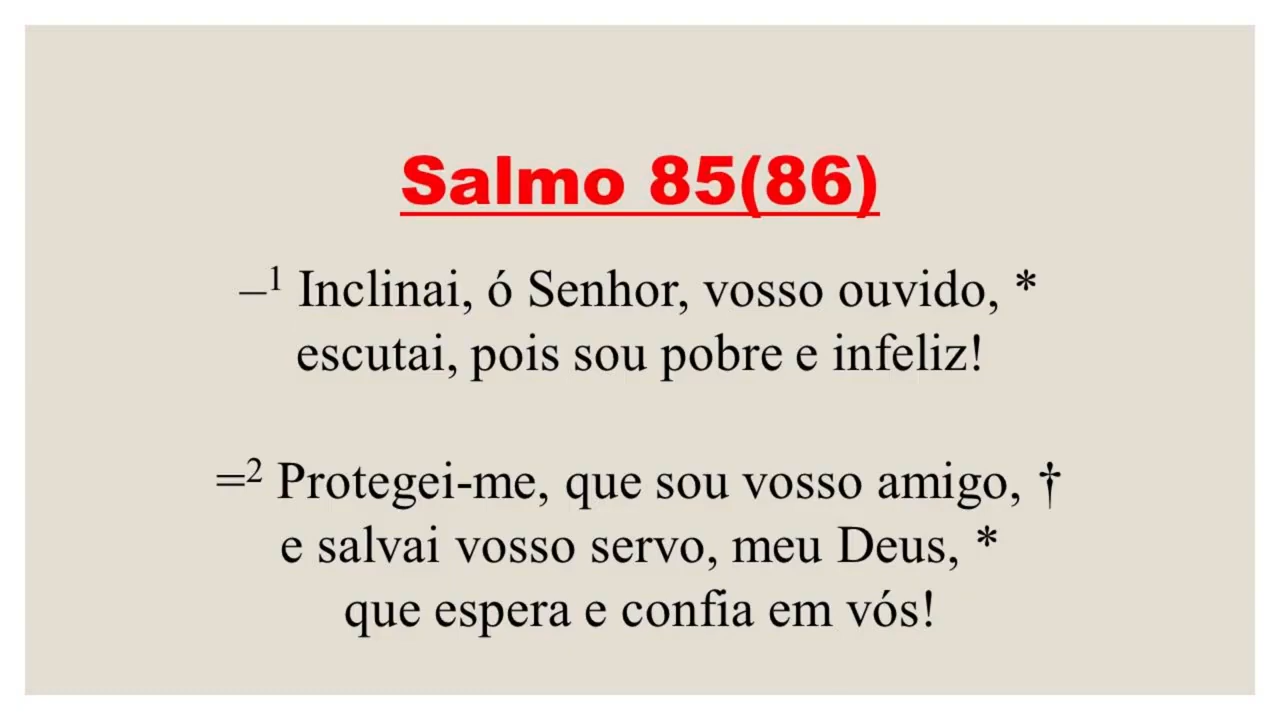 Salmo 85(86)
–¹ Inclinai, ó Senhor, vosso ouvido, *
escutai, pois sou pobre e infeliz!
=² Protegei-me, que sou vosso amigo, †
e salvai vosso servo, meu Deus, *
que espera e confia em vós!